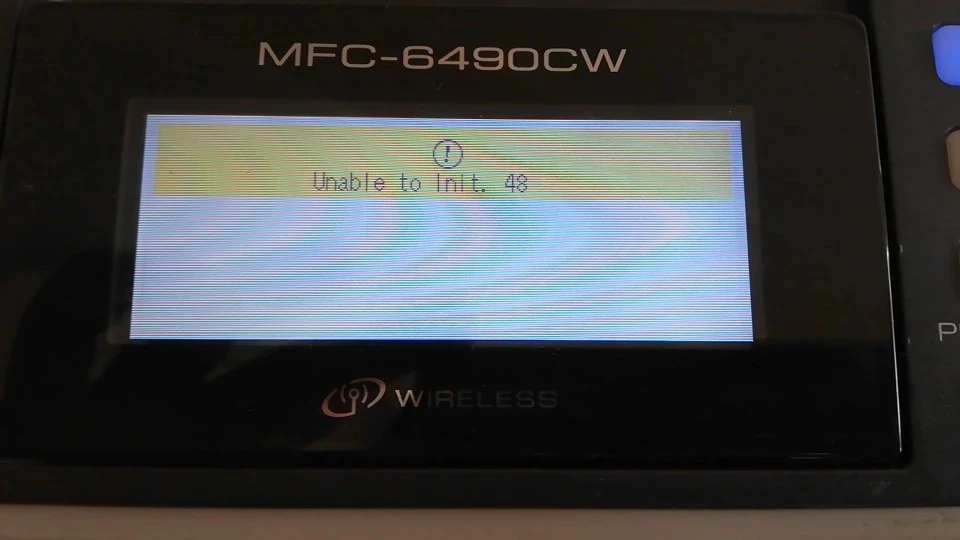 MFC-6490CW
!
Unable to Init. 48
WIRELESS
P